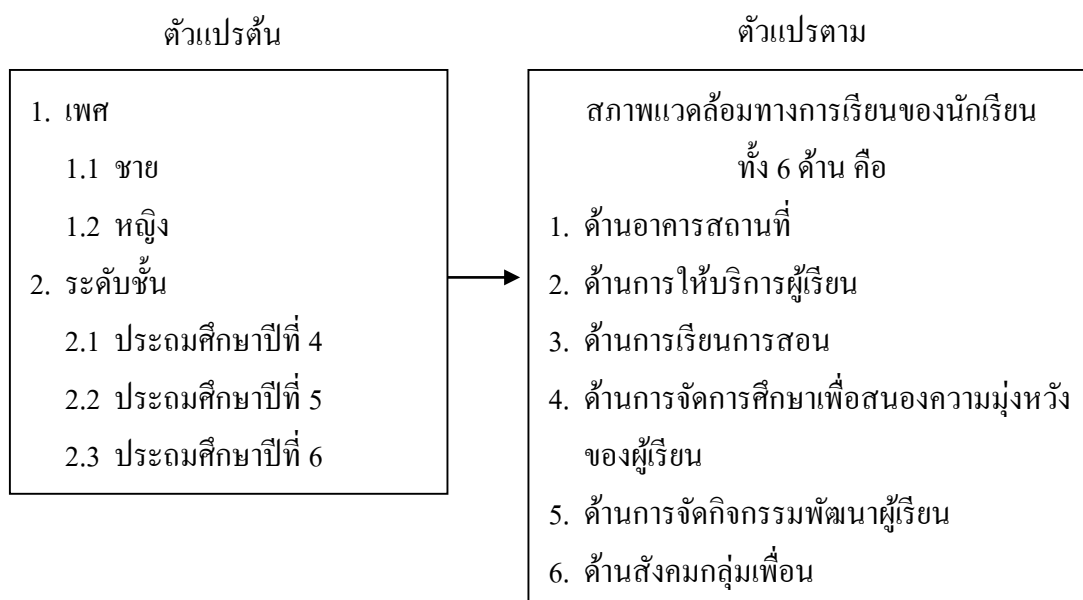 ตัวแปรต้น
1. เพศ
1.1 ชาย
1.2 หญิง
2. ระดับชั้น
2.1 ประถมศึกษาปีที่ 4
2.2 ประถมศึกษาปีที่ 5
2.3 ประถมศึกษาปีที่ 6
ตัวแปรตาม
สภาพแวดล้อมทางการเรียนของนักเรียน
ทั้ง 6 ด้าน คือ
1. ด้านอาคารสถานที่
2. ด้านการให้บริการผู้เรียน
3. ด้านการเรียนการสอน
4. ด้านการจัดการศึกษาเพื่อสนองความมุ่งหวัง
ของผู้เรียน
5. ด้านการจัดกิจกรรมพัฒนาผู้เรียน
6. ด้านสังคมกลุ่มเพื่อน